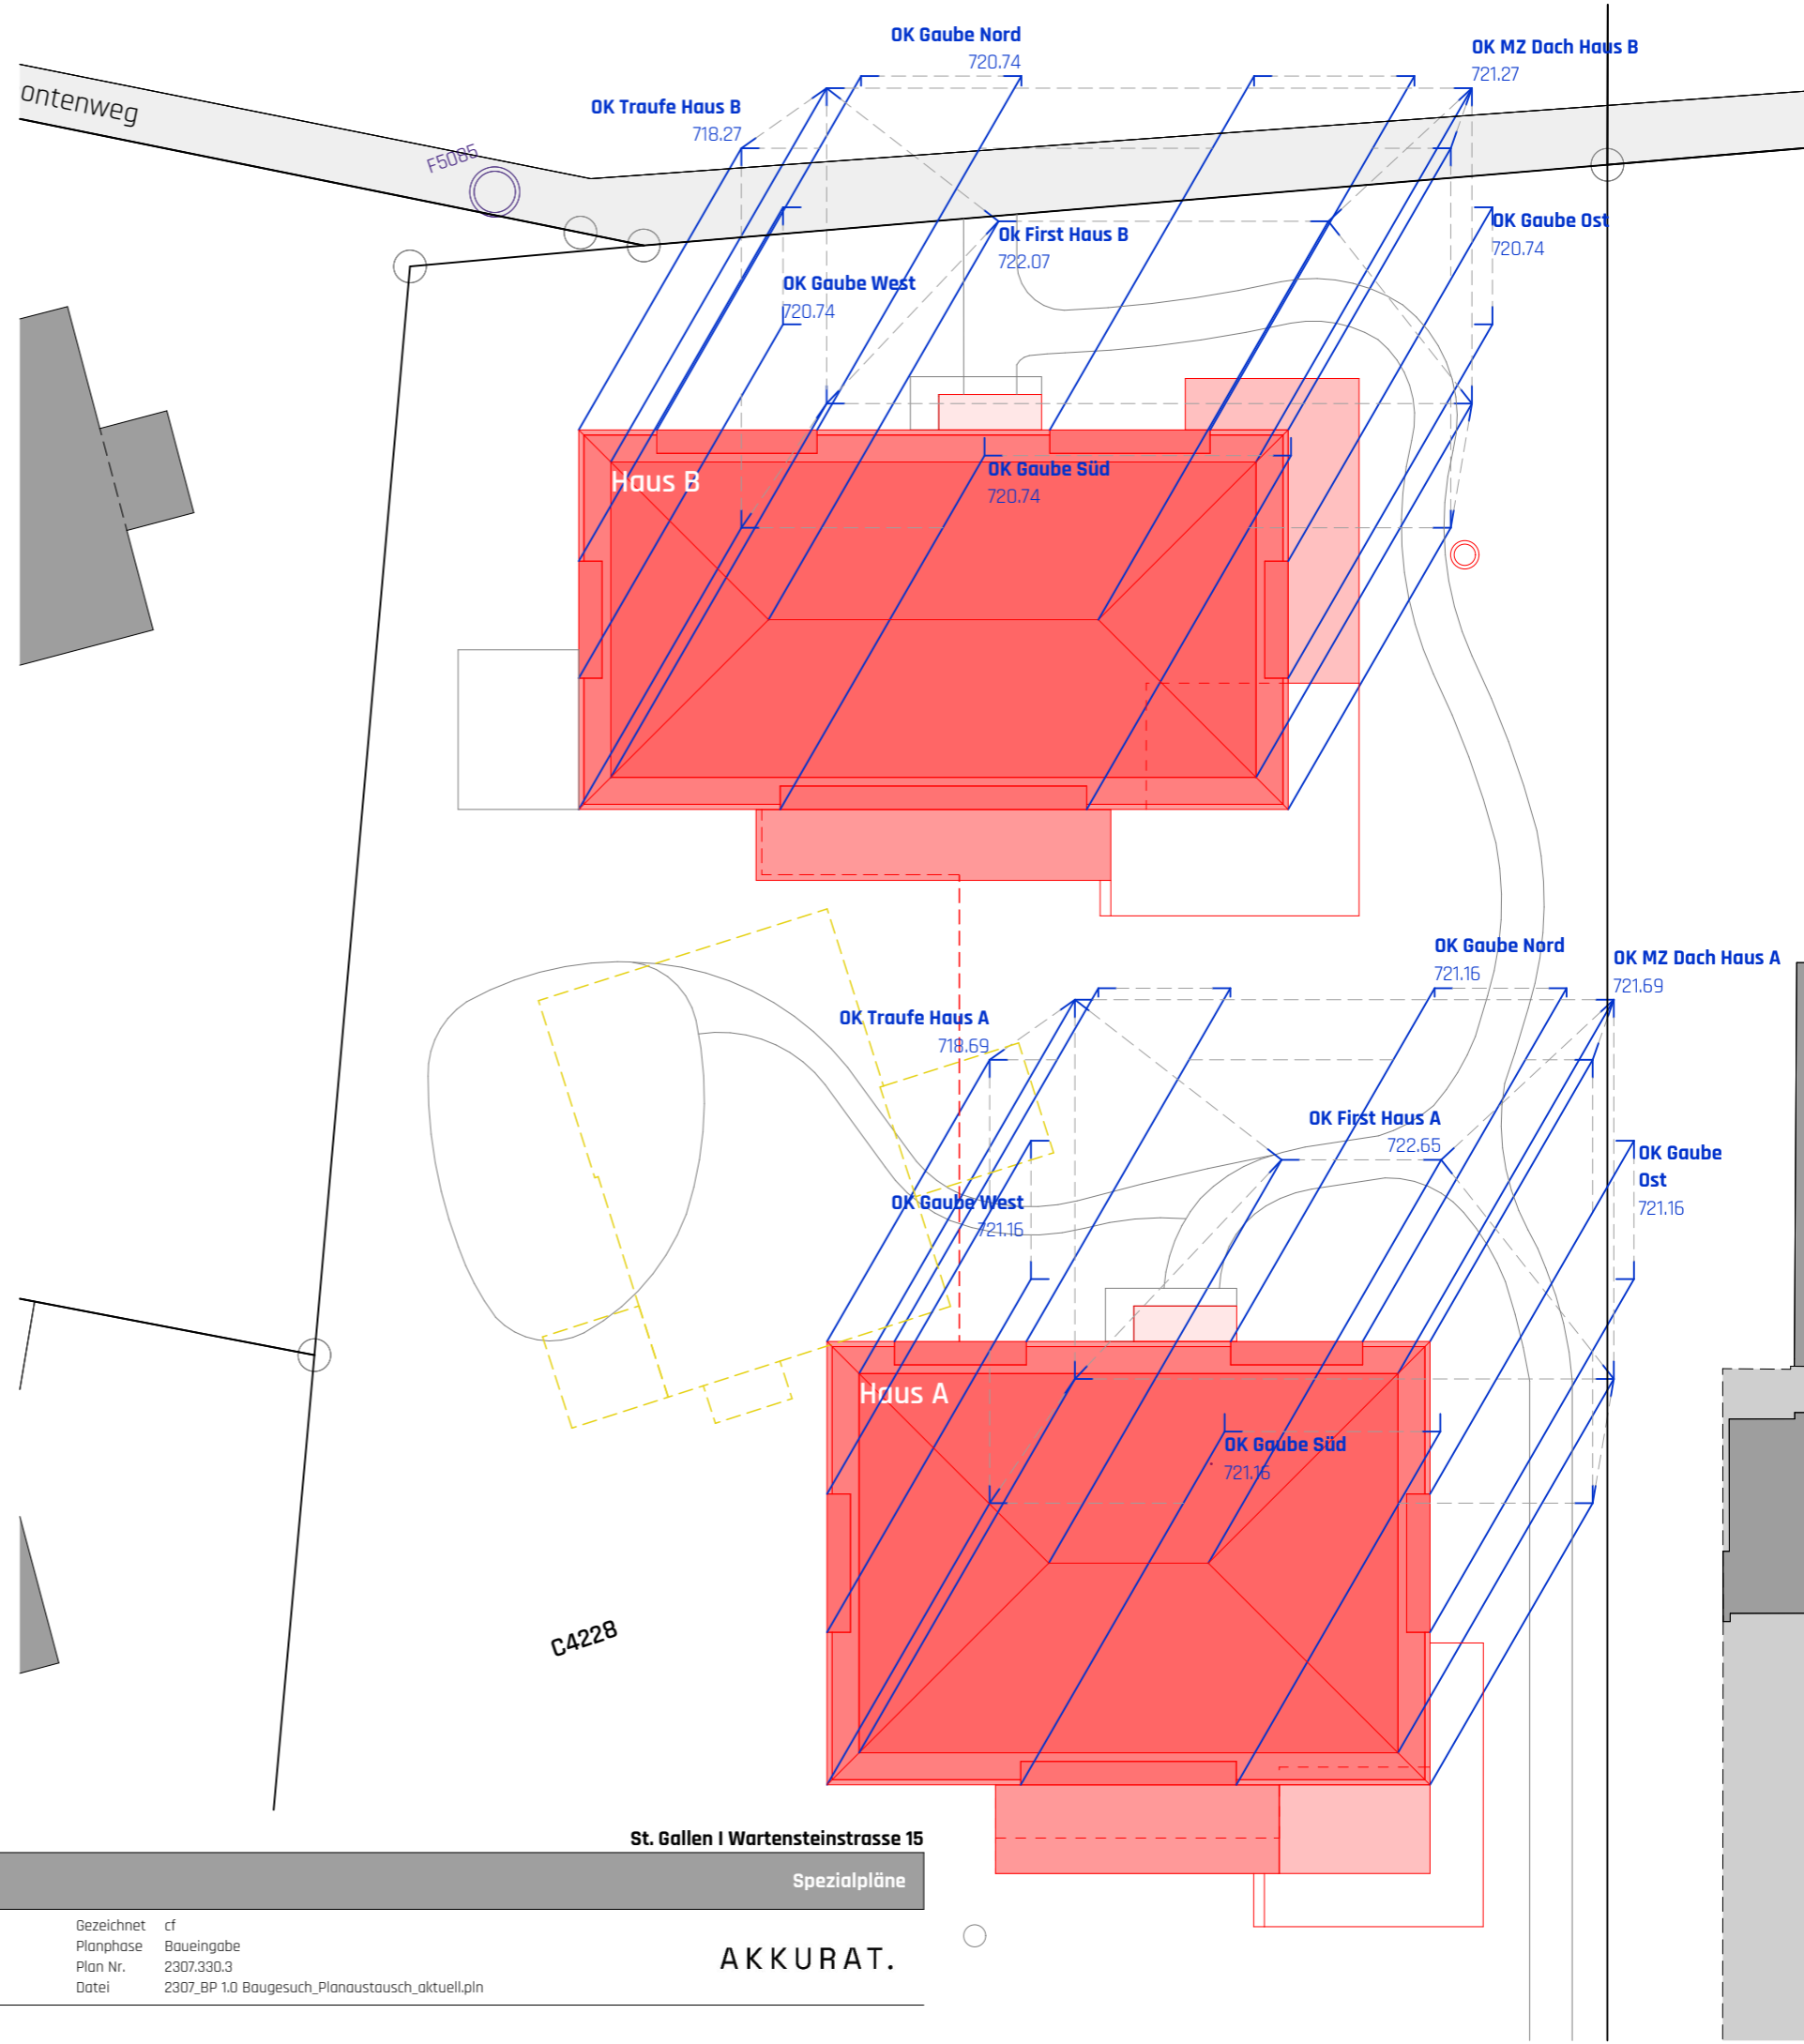 OK Gaube Nord
720.74
OK MZ Dach Haus B
721.27
ontenweg
OK Traufe Haus B
718.27
F5085
OK Gaube Ost
720.74
Ok First Haus B
722.07
OK Gaube West
720.74
OK Gaube Süd
720.74
Haus B
OK Gaube Nord
721.16
OK MZ Dach Haus A
721.69
OK Traufe Haus A
718.69
OK First Haus A
722.65
OK Gaube
Ost
721.16
OK Gaube West
721.16
Haus A
OK Gaube Süd
721.16
C4228
St. Gallen I Wartensteinstrasse 15
Spezialpläne
Gezeichnet cf
Planphase Baueingabe
Plan Nr. 2307.330.3
Datei 2307_BP 1.0 Baugesuch_Planaustausch_aktuell.pln
AKKURAT.